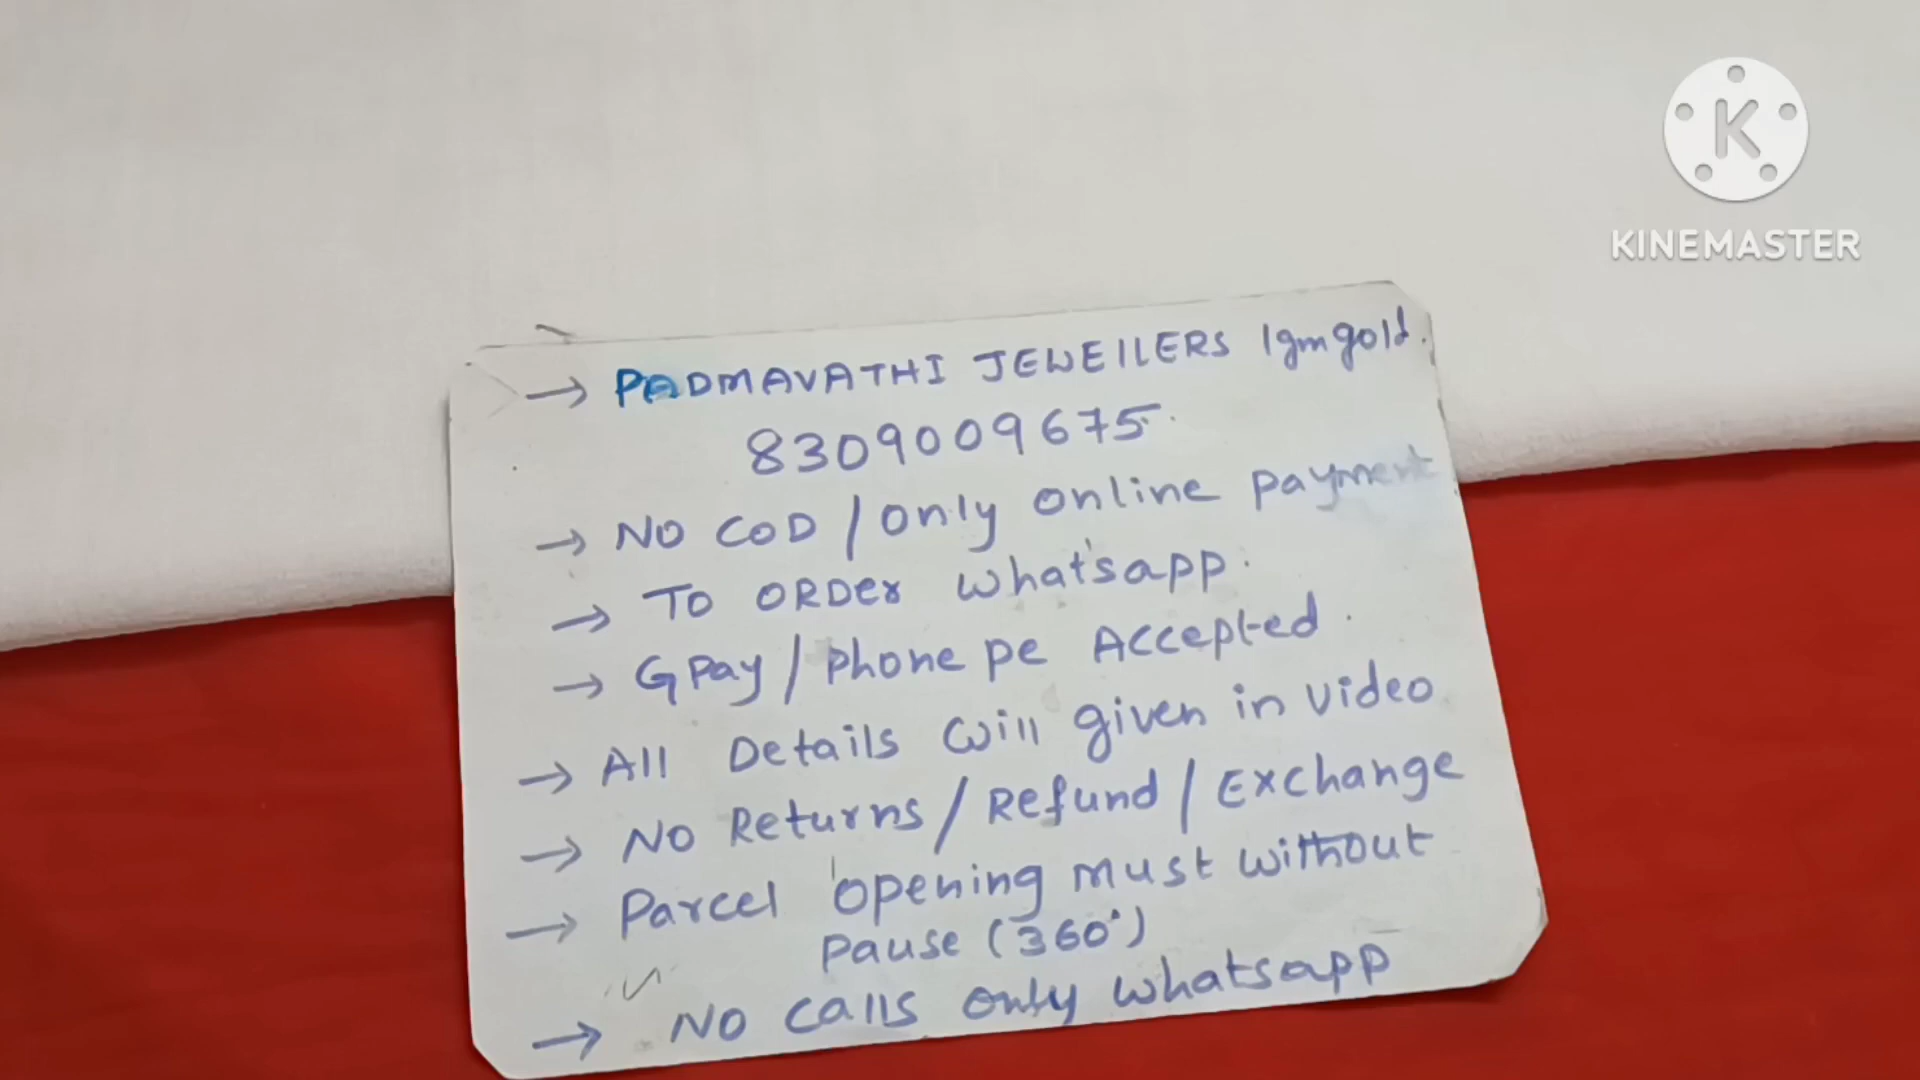 K
KINEMASTER
→ PADMAVATHI JEWEllERS 1gm gold.
8309009675
→ NO COD / only online payment
→ TO ORDer whatsapp.
→ GPay / Phone pe Accepted.
→ All Details will given in video
→ NO Returns / Refund / Exchange
→ Parcel opening must without
pause (360°)
→ NO calls only whatsapp